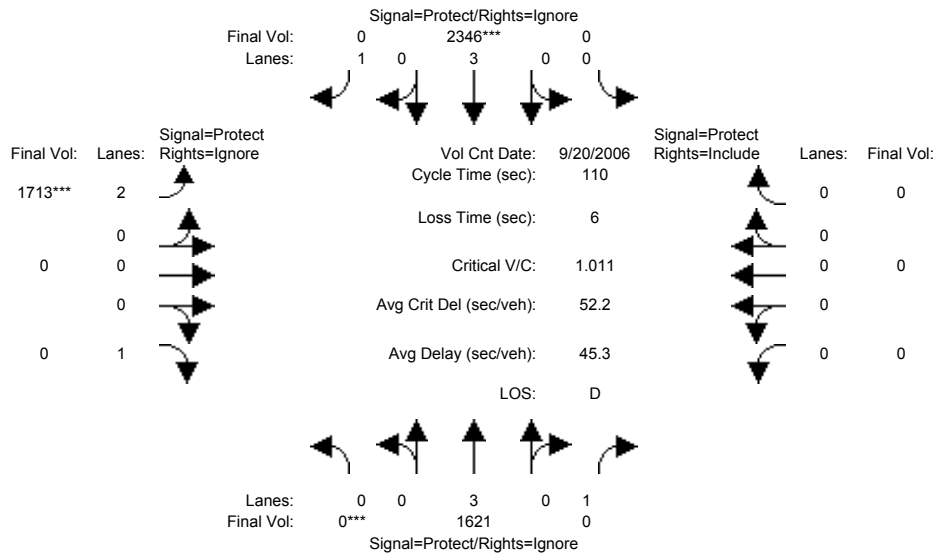 Signal=Protect/Rights=Ignore
Final Vol: 0 2346*** 0
Lanes: 1 0 3 0 0
Signal=Protect
Final Vol: Lanes: Rights=Ignore
Vol Cnt Date: 9/20/2006
Signal=Protect
Rights=Include Lanes: Final Vol:
Cycle Time (sec): 110
1713*** 2 0 0
Loss Time (sec): 6
0 0
0 0 Critical V/C: 1.011 0 0
0 Avg Crit Del (sec/veh): 52.2 0
0 1 Avg Delay (sec/veh): 45.3 0 0
LOS: D
Lanes: 0 0 3 0 1
Final Vol: 0*** 1621 0
Signal=Protect/Rights=Ignore